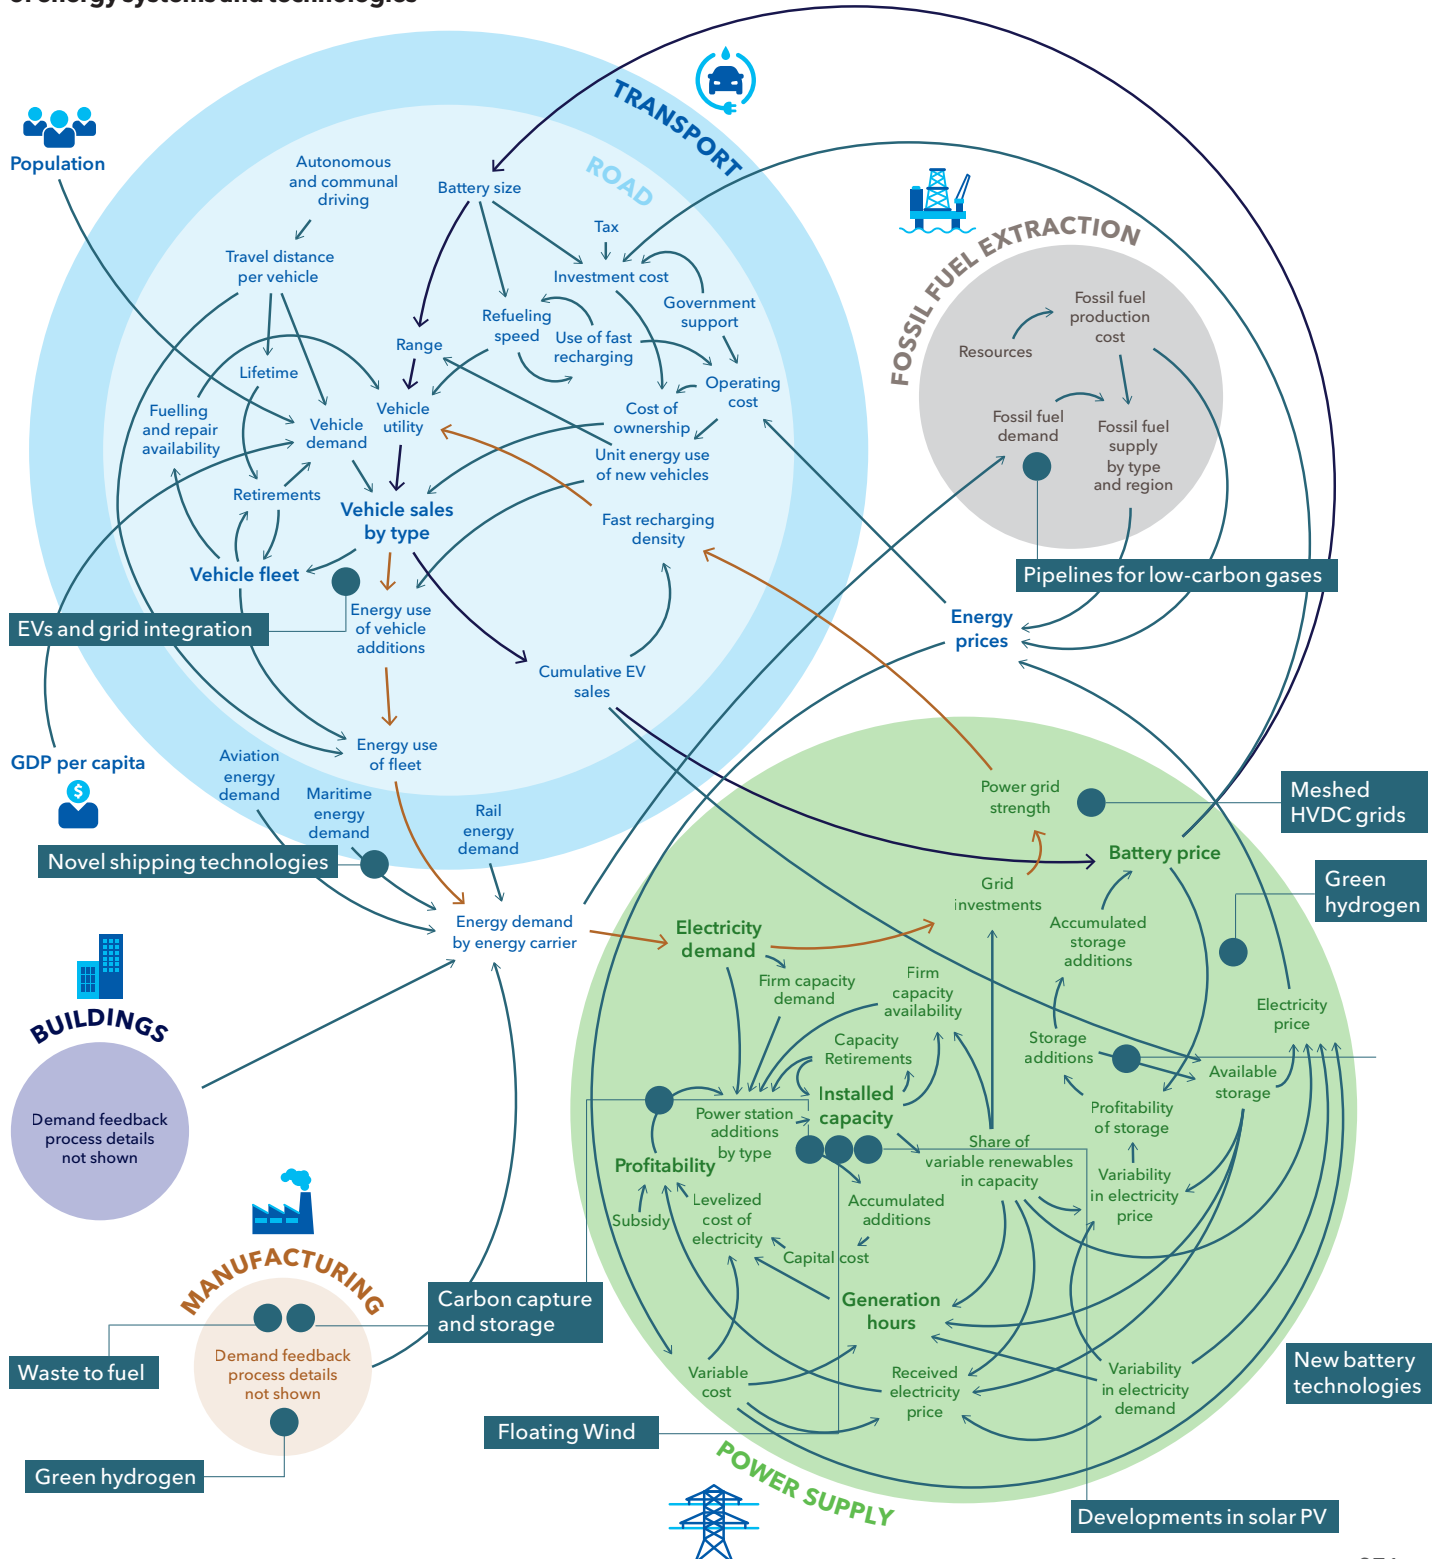 of energy systems and technologies
TRANSPORT
ROAD
Population
Autonomous
and communal
driving
Battery size
Tax
Travel distance
per vehicle
Investment cost
Government
support
Refueling
speed
Use of fast
recharging
Range
Lifetime
Operating
cost
Fuelling
and repair
availability
Vehicle
demand
Vehicle
utility
Cost of
ownership
Unit energy use
of new vehicles
Retirements
Vehicle sales
by type
Fast recharging
density
Vehicle fleet
EVs and grid integration
Energy use
of vehicle
additions
Cumulative EV
sales
Energy use
of fleet
GDP per capita
Aviation
energy
demand
Maritime
energy
demand
Rail
energy
demand
Novel shipping technologies
Energy demand
by energy carrier
FOSSIL FUEL EXTRACTION
Fossil fuel
production
cost
Resources
Fossil fuel
demand
Fossil fuel
supply
by type
and region
Pipelines for low-carbon gases
Energy
prices
Power grid
strength
Meshed
HVDC grids
Battery price
Green
hydrogen
Grid
investments
Accumulated
storage
additions
Electricity
demand
Firm capacity
demand
Firm
capacity
availability
Electricity
price
Capacity
Retirements
Storage
additions
Available
storage
Installed
capacity
Power station
additions
by type
Profitability
of storage
Share of
variable renewables
in capacity
Profitability
Variability
in electricity
price
Subsidy
Levelized
cost of
electricity
Accumulated
additions
Capital cost
Generation
hours
Variable
cost
Received
electricity
price
Variability
in electricity
demand
New battery
technologies
POWER SUPPLY
Developments in solar PV
Floating Wind
Carbon capture
and storage
BUILDINGS
Demand feedback
process details
not shown
MANUFACTURING
Demand feedback
process details
not shown
Waste to fuel
Green hydrogen